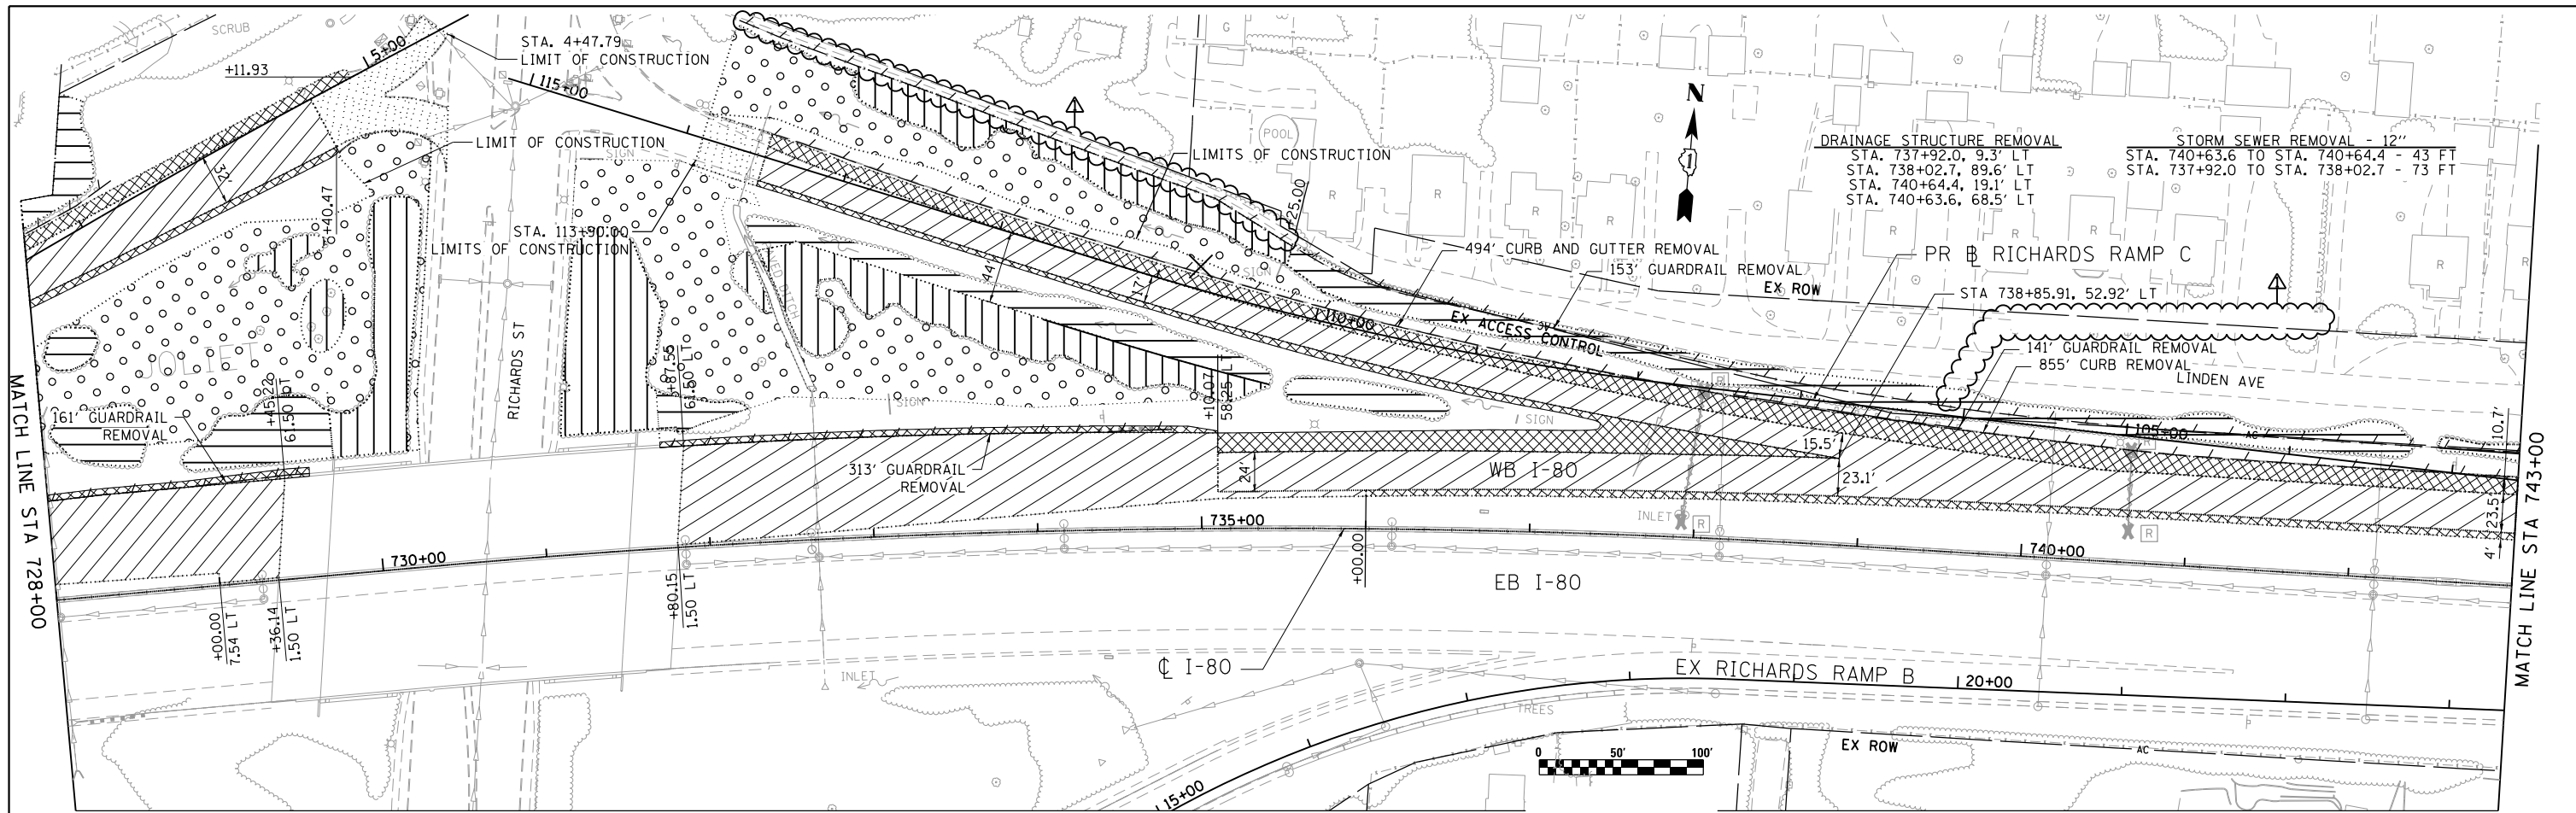 SCRUB
+11.93
5+00
STA. 4+47.79
LIMIT OF CONSTRUCTION
115+00
LIMIT OF CONSTRUCTION
SIGN
32'
+40.47
STA. 113+90.00
LIMITS OF CONSTRUCTION
G
POOL
LIMITS OF CONSTRUCTION
+25.00
N
1
DRAINAGE STRUCTURE REMOVAL
STA. 737+92.0, 9.3' LT
STA. 738+02.7, 89.6' LT
STA. 740+64.4, 19.1' LT
STA. 740+63.6, 68.5' LT
STORM SEWER REMOVAL - 12"
STA. 740+63.6 TO STA. 740+64.4 - 43 FT
STA. 737+92.0 TO STA. 738+02.7 - 73 FT
R
R
R
R
R
R
R
R
R
494' CURB AND GUTTER REMOVAL
153' GUARDRAIL REMOVAL
EX ROW
PR B RICHARDS RAMP C
STA 738+85.91, 52.92' LT
44'
17'
SIGN
110+00
EX ACCESS CONTROL
141' GUARDRAIL REMOVAL
855' CURB REMOVAL
LINDEN AVE
JOLIET
RICHARDS ST
161' GUARDRAIL
REMOVAL
+45.22
61.50 LT
+87.55
61.50 LT
+10.07
58.25 LT
SIGN
SIGN
R
105+00
AC
10.7'
15.5'
23.1'
24'
WB I-80
313' GUARDRAIL
REMOVAL
INLET
R
R
23.5'
4'
MATCH LINE STA 728+00
730+00
735+00
740+00
MATCH LINE STA 743+00
+00.00
7.54 LT
+36.14
1.50 LT
+80.15
1.50 LT
+00.00
EB I-80
℄ I-80
INLET
EX RICHARDS RAMP B
20+00
TREES
15+00
0 50' 100'
EX ROW
AC